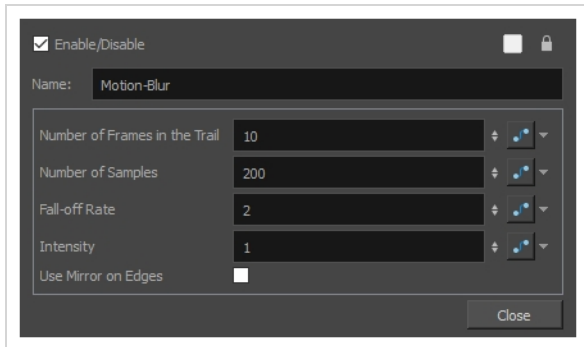 Enable/Disable
Name: Motion-Blur
Number of Frames in the Trail 10
Number of Samples 200
Fall-off Rate 2
Intensity 1
Use Mirror on Edges
Close